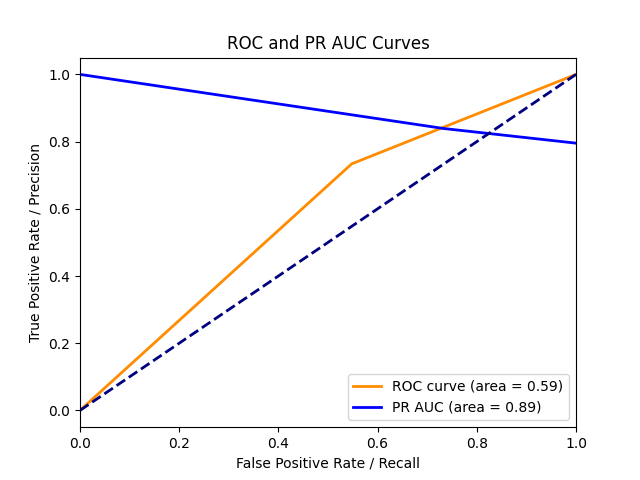 ROC and PR AUC Curves
True Positive Rate / Precision
1.0
0.8
0.6
0.4
0.2
0.0
ROC curve (area = 0.59)
PR AUC (area = 0.89)
0.0 0.2 0.4 0.6 0.8 1.0
False Positive Rate / Recall